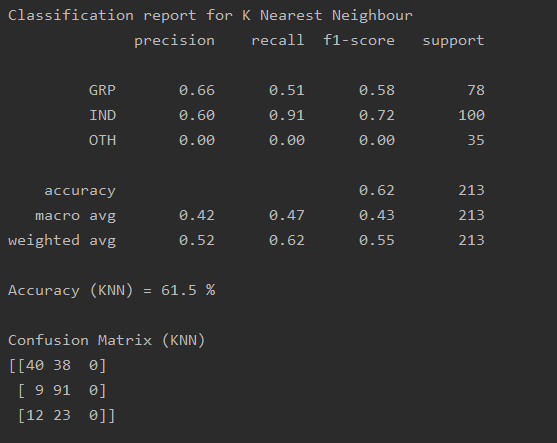 Classification report for K Nearest Neighbour
precision recall f1-score support
GRP 0.66 0.51 0.58 78
IND 0.60 0.91 0.72 100
OTH 0.00 0.00 0.00 35
accuracy 0.62 213
macro avg 0.42 0.47 0.43 213
weighted avg 0.52 0.62 0.55 213
Accuracy (KNN) = 61.5 %
Confusion Matrix (KNN)
[[40 38 0]
[ 9 91 0]
[12 23 0]]